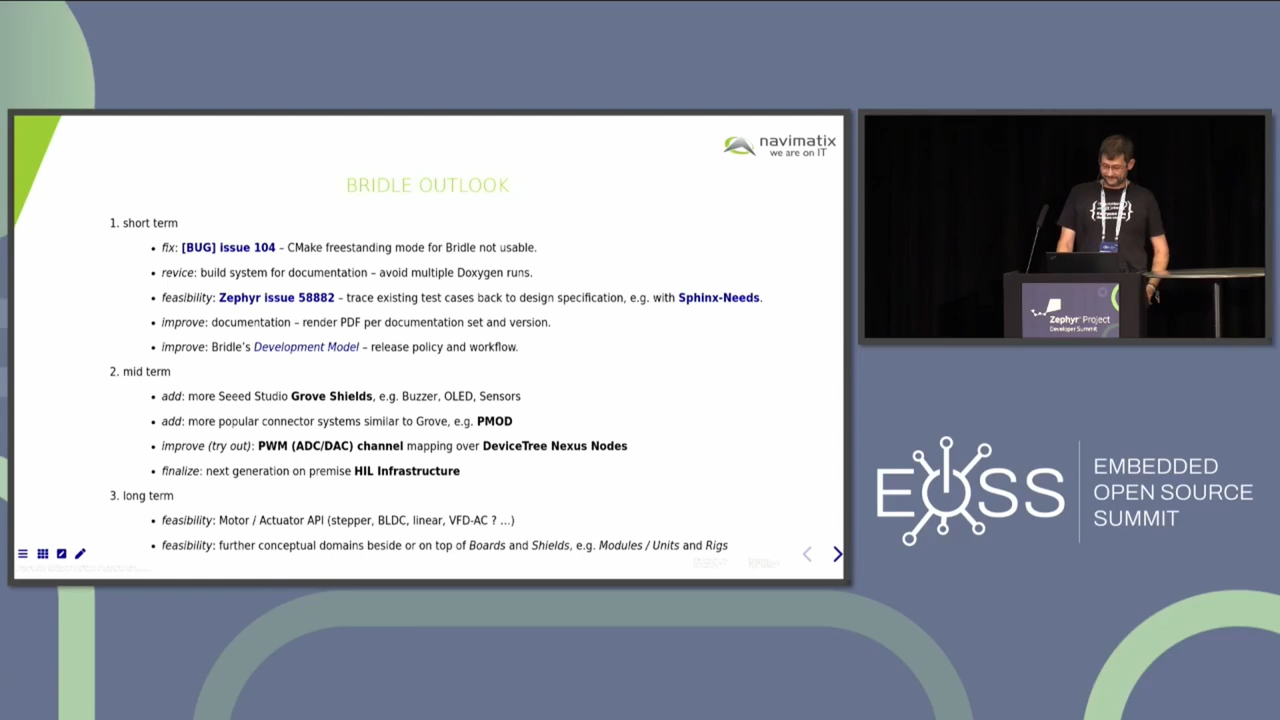 navimatix
we are on IT
BRIDLE OUTLOOK
1. short term
• fix: [BUG] issue 104 – CMake freestanding mode for Bridle not usable.
• revice: build system for documentation – avoid multiple Doxygen runs.
• feasibility: Zephyr issue 58882 – trace existing test cases back to design specification, e.g. with Sphinx-Needs.
• improve: documentation – render PDF per documentation set and version.
• improve: Bridle's Development Model – release policy and workflow.
2. mid term
• add: more Seeed Studio Grove Shields, e.g. Buzzer, OLED, Sensors
• add: more popular connector systems similar to Grove, e.g. PMOD
• improve (try out): PWM (ADC/DAC) channel mapping over DeviceTree Nexus Nodes
• finalize: next generation on premise HIL Infrastructure
3. long term
• feasibility: Motor / Actuator API (stepper, BLDC, linear, VFD-AC ? ...)
• feasibility: further conceptual domains beside or on top of Boards and Shields, e.g. Modules / Units and Rigs
Zephyr Project
Developer Summit
EOSS
EMBEDDED
OPEN SOURCE
SUMMIT